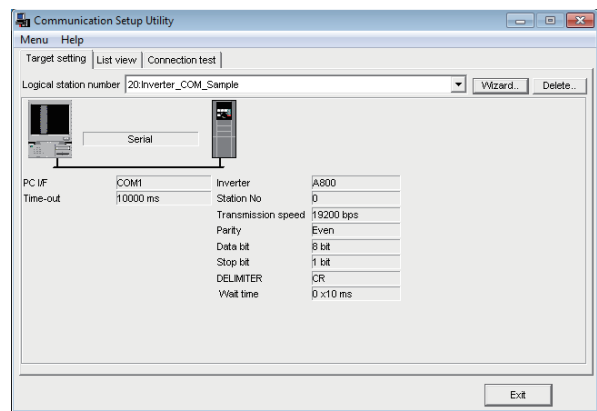 Communication Setup Utility
Menu Help
Target setting List view Connection test
Logical station number 20:Inverter_COM_Sample Wizard.. Delete..
Serial
PC I/F COM1 Inverter A800
Time-out 10000 ms Station No 0
Transmission speed 19200 bps
Parity Even
Data bit 8 bit
Stop bit 1 bit
DELIMITER CR
Wait time 0 x10 ms
Exit